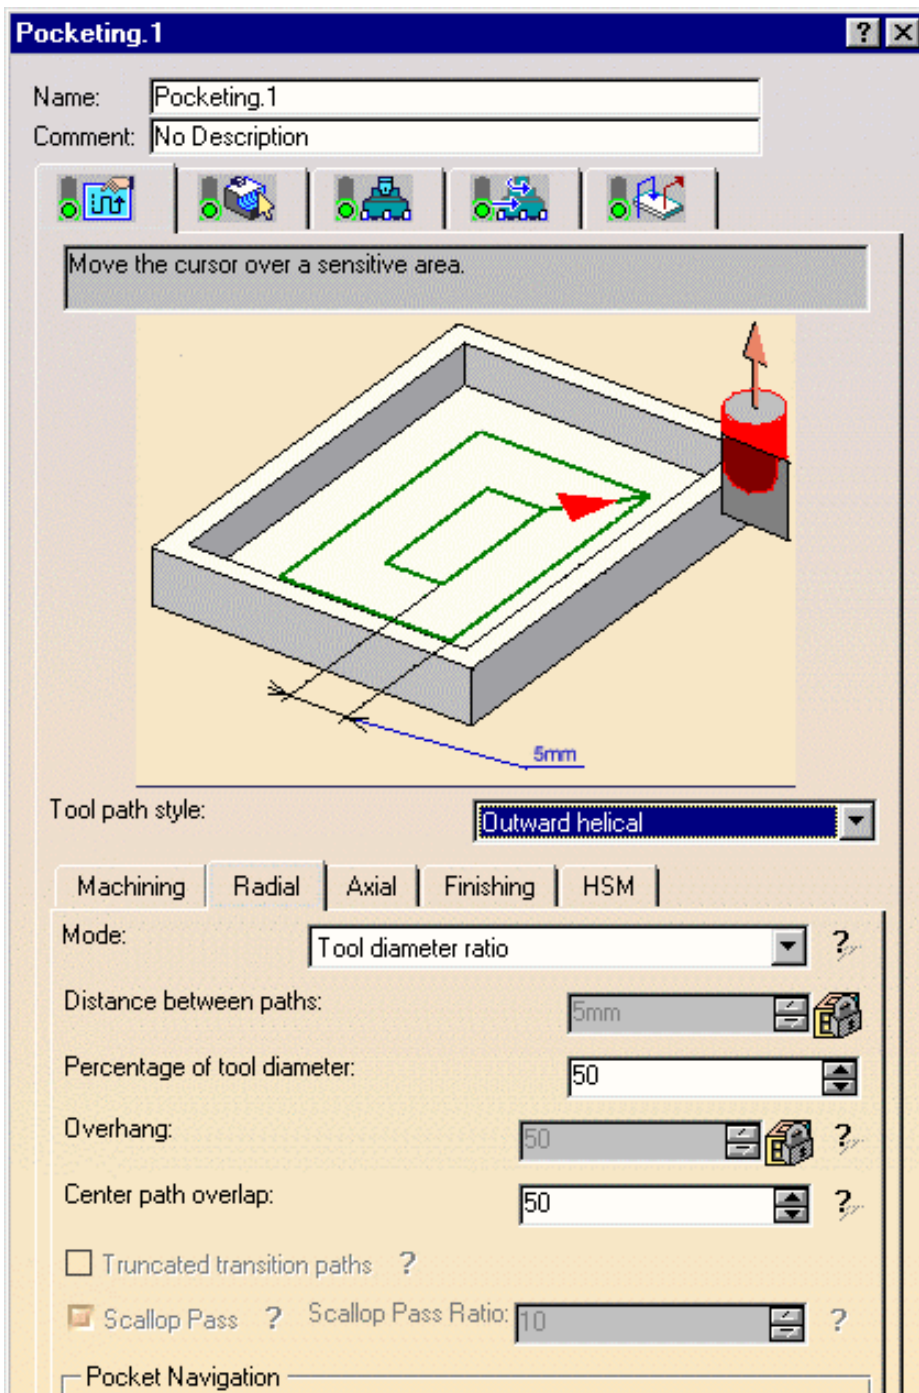 Pocketing.1
Name: Pocketing.1
Comment: No Description
Move the cursor over a sensitive area.
5mm
Tool path style: Outward helical
Machining Radial Axial Finishing HSM
Mode: Tool diameter ratio ?
Distance between paths: 5mm
Percentage of tool diameter: 50
Overhang: 50 ?
Center path overlap: 50 ?
Truncated transition paths ?
Scallop Pass ? Scallop Pass Ratio: 10 ?
Pocket Navigation